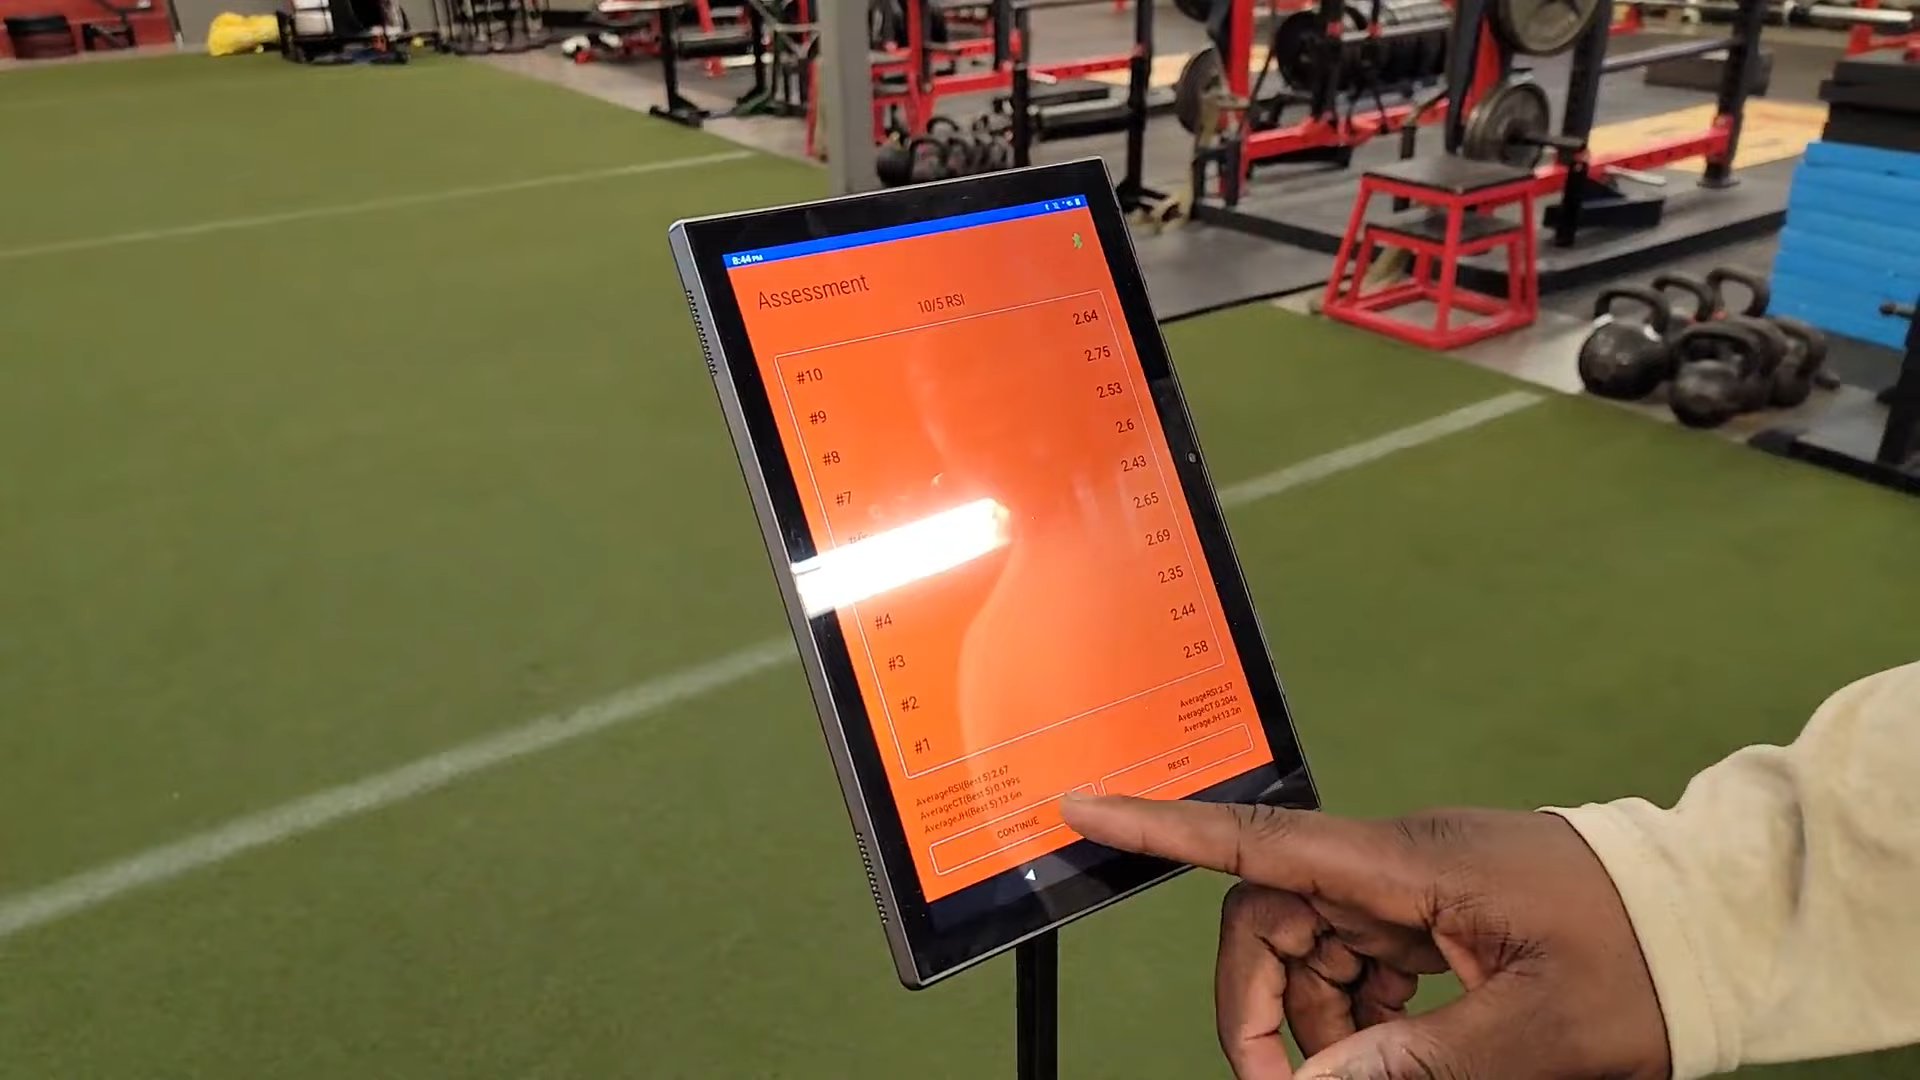 8:44 PM
Assessment
10/5 RSI
#10 2.64
#9 2.75
#8 2.53
#7 2.6
2.43
2.65
#4 2.69
#3 2.35
#2 2.44
#1 2.58
AverageRSI:2.57
AverageCT:0.204s
AverageJH:13.2in
AverageRSI(Best 5):2.67
AverageCT(Best 5):0.199s
AverageJH(Best 5):13.6in
CONTINUE RESET